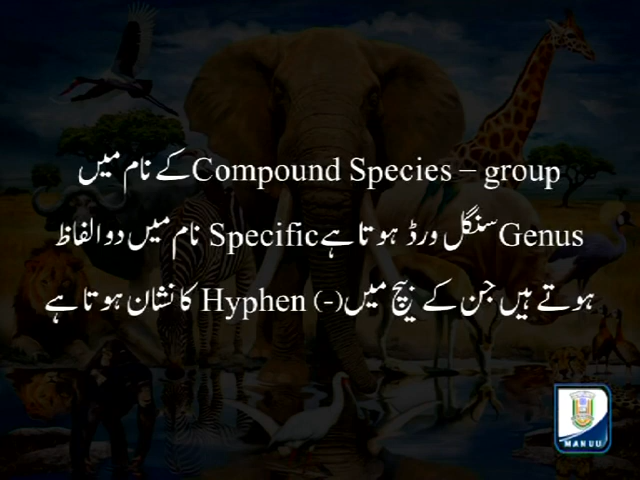 Compound Species – group کے نام میں
Genus سنگل ورڈ ہوتا ہے Specific نام میں دو الفاظ
ہوتے ہیں جن کے بیچ میں (-) Hyphen کا نشان ہوتا ہے
MANUU